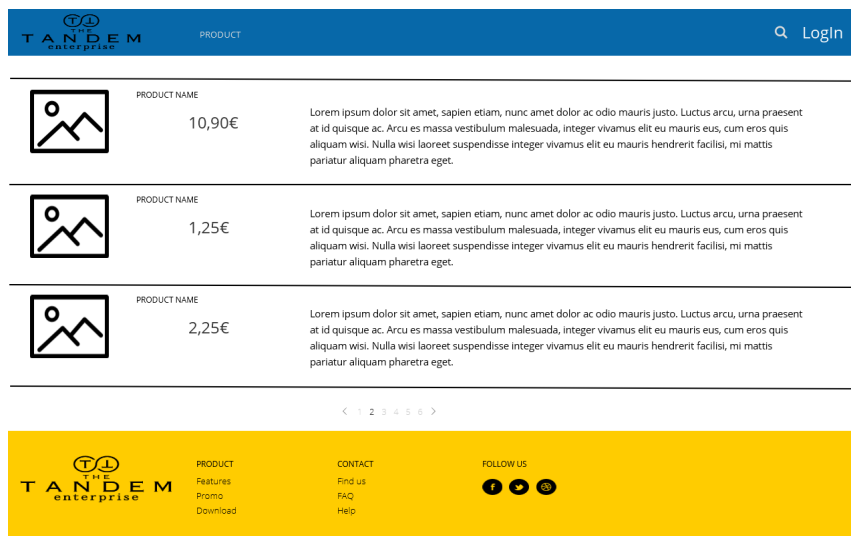 THE
TANDEM
enterprise
PRODUCT
LogIn
PRODUCT NAME
10,90€
Lorem ipsum dolor sit amet, sapien etiam, nunc amet dolor ac odio mauris justo. Luctus arcu, urna praesent
at id quisque ac. Arcu es massa vestibulum malesuada, integer vivamus elit eu mauris eus, cum eros quis
aliquam wisi. Nulla wisi laoreet suspendisse integer vivamus elit eu mauris hendrerit facilisi, mi mattis
pariatur aliquam pharetra eget.
PRODUCT NAME
1,25€
Lorem ipsum dolor sit amet, sapien etiam, nunc amet dolor ac odio mauris justo. Luctus arcu, urna praesent
at id quisque ac. Arcu es massa vestibulum malesuada, integer vivamus elit eu mauris eus, cum eros quis
aliquam wisi. Nulla wisi laoreet suspendisse integer vivamus elit eu mauris hendrerit facilisi, mi mattis
pariatur aliquam pharetra eget.
PRODUCT NAME
2,25€
Lorem ipsum dolor sit amet, sapien etiam, nunc amet dolor ac odio mauris justo. Luctus arcu, urna praesent
at id quisque ac. Arcu es massa vestibulum malesuada, integer vivamus elit eu mauris eus, cum eros quis
aliquam wisi. Nulla wisi laoreet suspendisse integer vivamus elit eu mauris hendrerit facilisi, mi mattis
pariatur aliquam pharetra eget.
< 1 2 3 4 5 6 >
THE
TANDEM
enterprise
PRODUCT
Features
Promo
Download
CONTACT
Find us
FAQ
Help
FOLLOW US